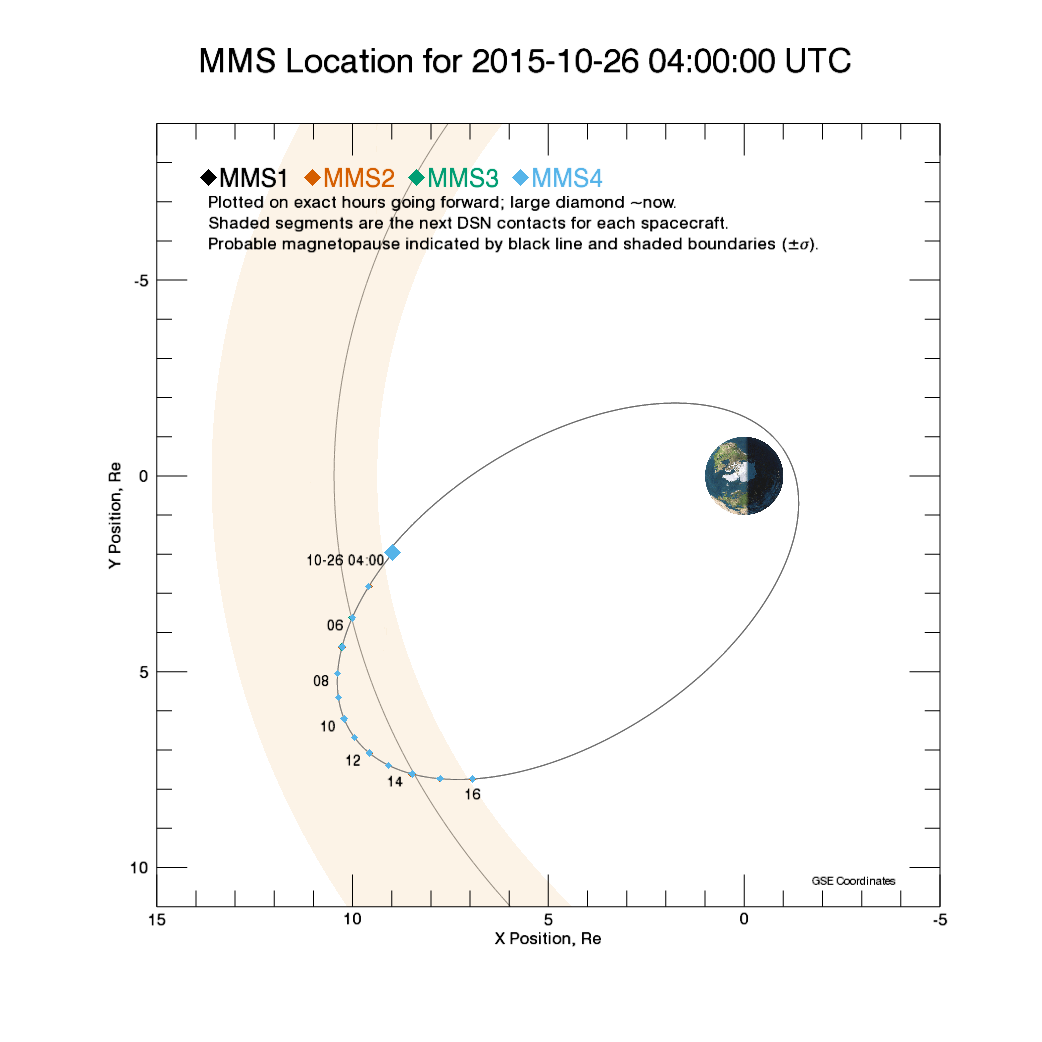 MMS Location for 2015-10-26 04:00:00 UTC
MMS1 MMS2 MMS3 MMS4
Plotted on exact hours going forward; large diamond ~now.
Shaded segments are the next DSN contacts for each spacecraft.
Probable magnetopause indicated by black line and shaded boundaries (±σ).
-5
0
Y Position, Re
10-26 04:00
06
5
08
10
12
14
16
10
GSE Coordinates
15 10 5 0 -5
X Position, Re